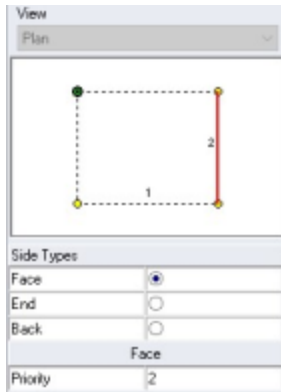 View
Plan
2
1
Side Types
Face
End
Back
Face
Priority 2